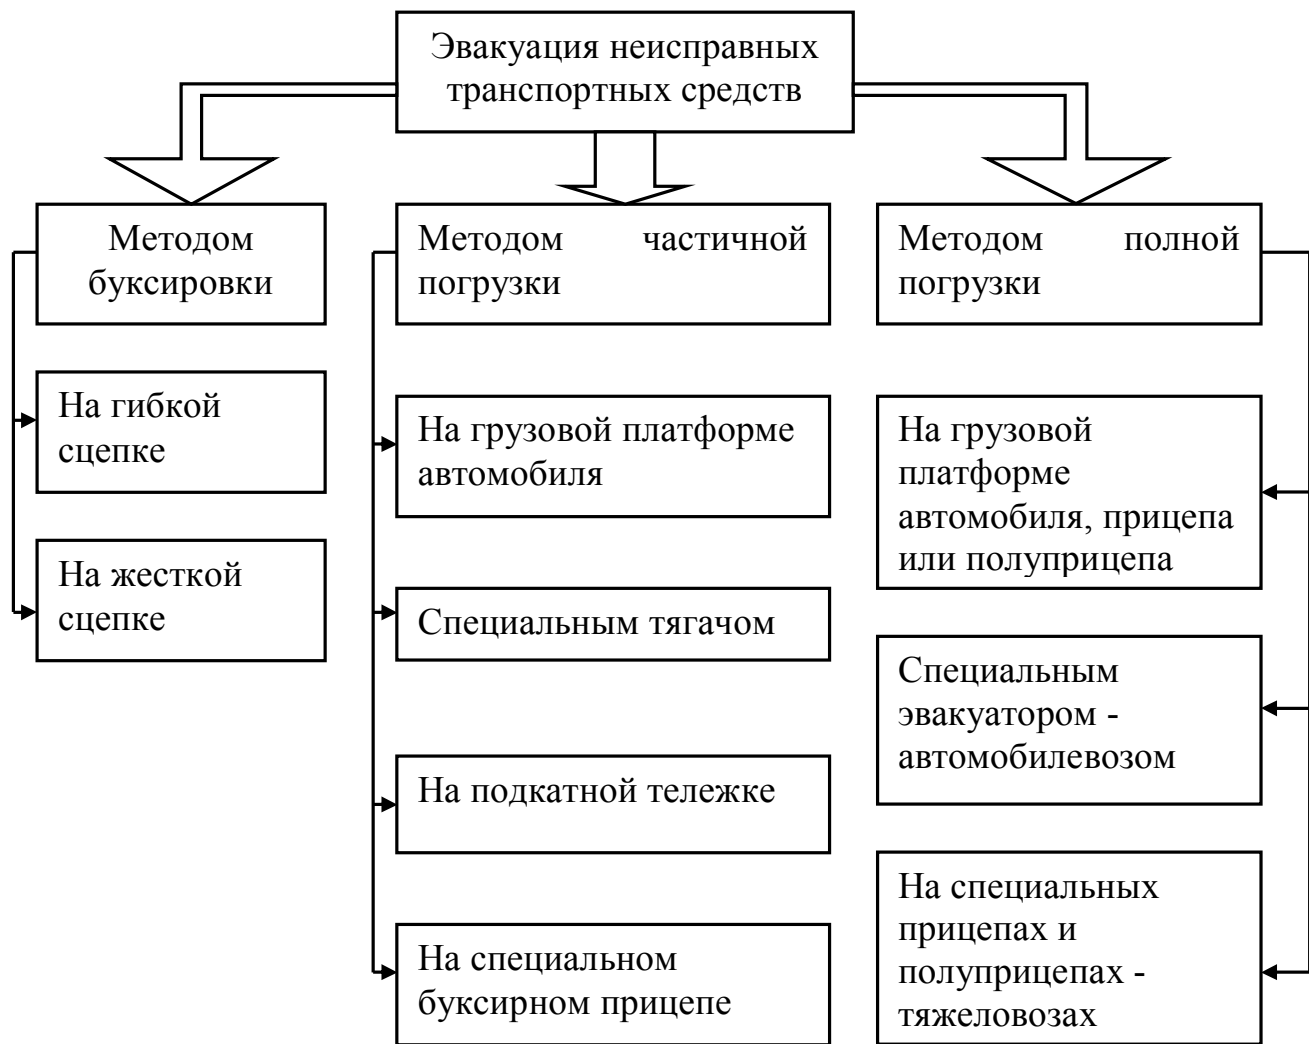 Эвакуация неисправных
транспортных средств
Методом
буксировки
На гибкой
сцепке
На жесткой
сцепке
Методом частичной
погрузки
На грузовой платформе
автомобиля
Специальным тягачом
На подкатной тележке
На специальном
буксирном прицепе
Методом полной
погрузки
На грузовой
платформе
автомобиля, прицепа
или полуприцепа
Специальным
эвакуатором -
автомобилевозом
На специальных
прицепах и
полуприцепах -
тяжеловозах